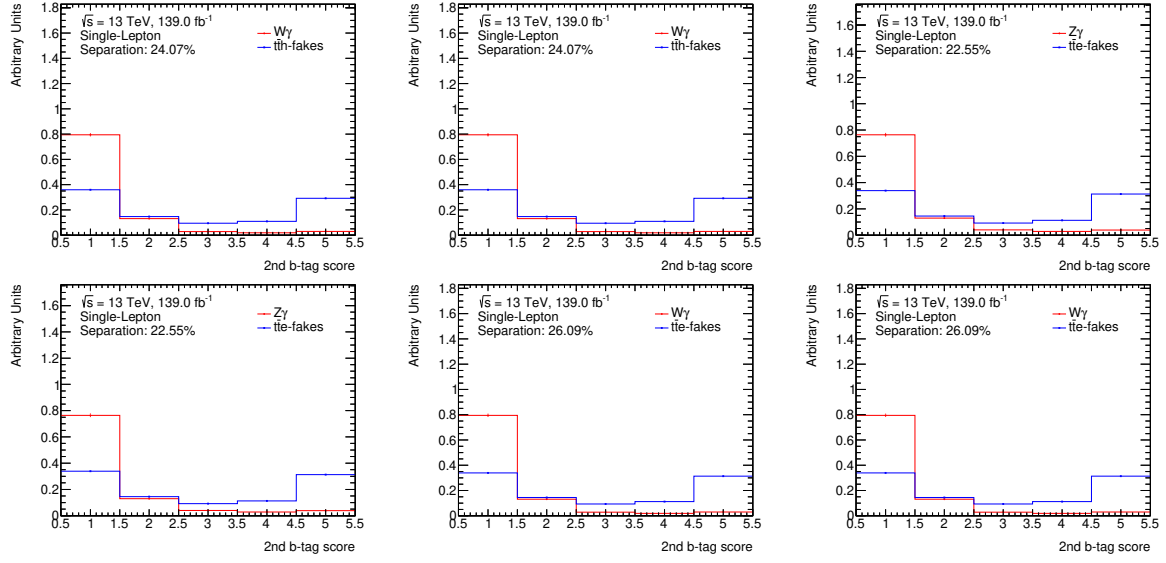 Arbitrary Units
√s = 13 TeV, 139.0 fb⁻¹
Single-Lepton
Separation: 24.07%
Wγ
tt̄h-fakes
1.8
1.6
1.4
1.2
1
0.8
0.6
0.4
0.2
0
0.5 1 1.5 2 2.5 3 3.5 4 4.5 5 5.5
2nd b-tag score
Arbitrary Units
√s = 13 TeV, 139.0 fb⁻¹
Single-Lepton
Separation: 24.07%
Wγ
tt̄h-fakes
1.8
1.6
1.4
1.2
1
0.8
0.6
0.4
0.2
0
0.5 1 1.5 2 2.5 3 3.5 4 4.5 5 5.5
2nd b-tag score
Arbitrary Units
√s = 13 TeV, 139.0 fb⁻¹
Single-Lepton
Separation: 22.55%
Zγ
tt̄e-fakes
1.6
1.4
1.2
1
0.8
0.6
0.4
0.2
0
0.5 1 1.5 2 2.5 3 3.5 4 4.5 5 5.5
2nd b-tag score
Arbitrary Units
√s = 13 TeV, 139.0 fb⁻¹
Single-Lepton
Separation: 22.55%
Zγ
tt̄e-fakes
1.6
1.4
1.2
1
0.8
0.6
0.4
0.2
0
0.5 1 1.5 2 2.5 3 3.5 4 4.5 5 5.5
2nd b-tag score
Arbitrary Units
√s = 13 TeV, 139.0 fb⁻¹
Single-Lepton
Separation: 26.09%
Wγ
tt̄e-fakes
1.8
1.6
1.4
1.2
1
0.8
0.6
0.4
0.2
0
0.5 1 1.5 2 2.5 3 3.5 4 4.5 5 5.5
2nd b-tag score
Arbitrary Units
√s = 13 TeV, 139.0 fb⁻¹
Single-Lepton
Separation: 26.09%
Wγ
tt̄e-fakes
1.8
1.6
1.4
1.2
1
0.8
0.6
0.4
0.2
0
0.5 1 1.5 2 2.5 3 3.5 4 4.5 5 5.5
2nd b-tag score